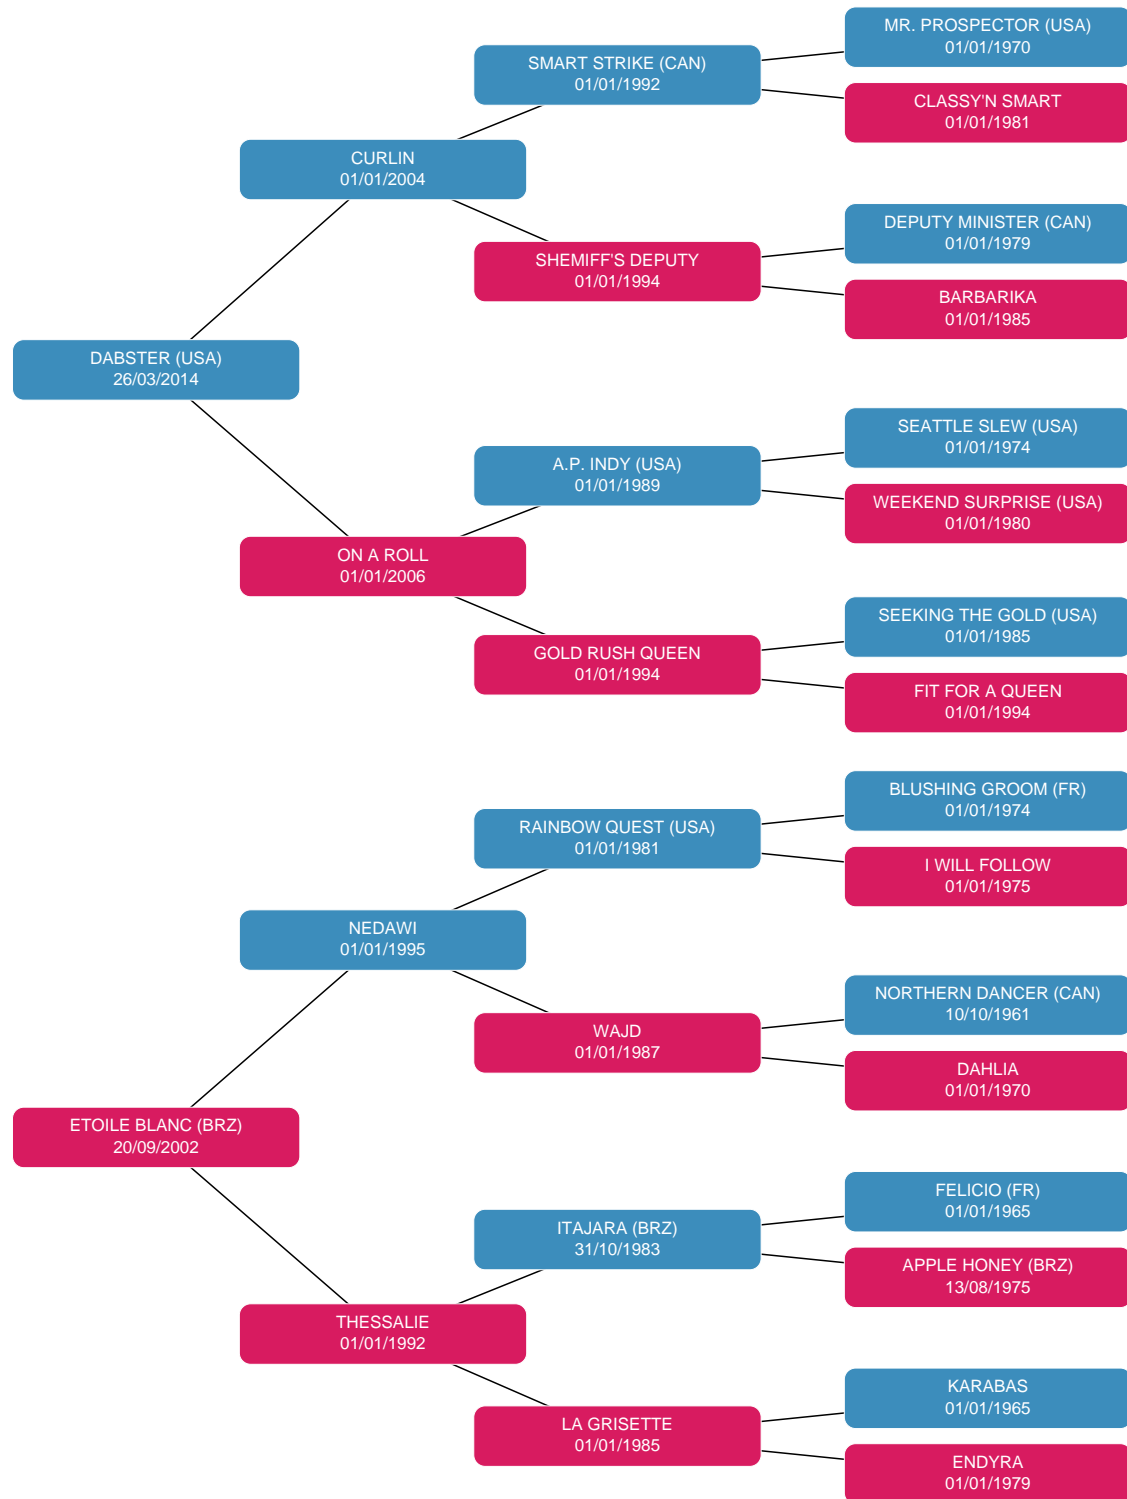 MR. PROSPECTOR (USA)
01/01/1970
SMART STRIKE (CAN)
01/01/1992
CLASSY'N SMART
01/01/1981
CURLIN
01/01/2004
DEPUTY MINISTER (CAN)
01/01/1979
SHEMIFF'S DEPUTY
01/01/1994
BARBARIKA
01/01/1985
DABSTER (USA)
26/03/2014
SEATTLE SLEW (USA)
01/01/1974
A.P. INDY (USA)
01/01/1989
WEEKEND SURPRISE (USA)
01/01/1980
ON A ROLL
01/01/2006
SEEKING THE GOLD (USA)
01/01/1985
GOLD RUSH QUEEN
01/01/1994
FIT FOR A QUEEN
01/01/1994
BLUSHING GROOM (FR)
01/01/1974
RAINBOW QUEST (USA)
01/01/1981
I WILL FOLLOW
01/01/1975
NEDAWI
01/01/1995
NORTHERN DANCER (CAN)
10/10/1961
WAJD
01/01/1987
DAHLIA
01/01/1970
ETOILE BLANC (BRZ)
20/09/2002
FELICIO (FR)
01/01/1965
ITAJARA (BRZ)
31/10/1983
APPLE HONEY (BRZ)
13/08/1975
THESSALIE
01/01/1992
KARABAS
01/01/1965
LA GRISETTE
01/01/1985
ENDYRA
01/01/1979